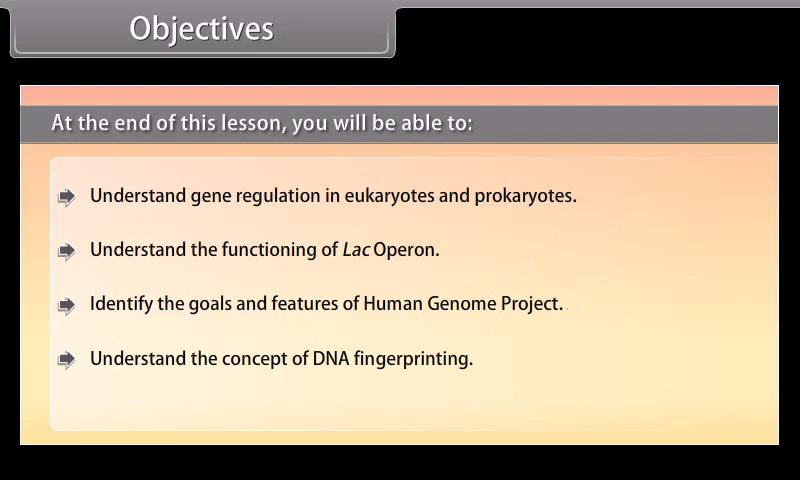 Objectives
At the end of this lesson, you will be able to:
Understand gene regulation in eukaryotes and prokaryotes.
Understand the functioning of Lac Operon.
Identify the goals and features of Human Genome Project.
Understand the concept of DNA fingerprinting.